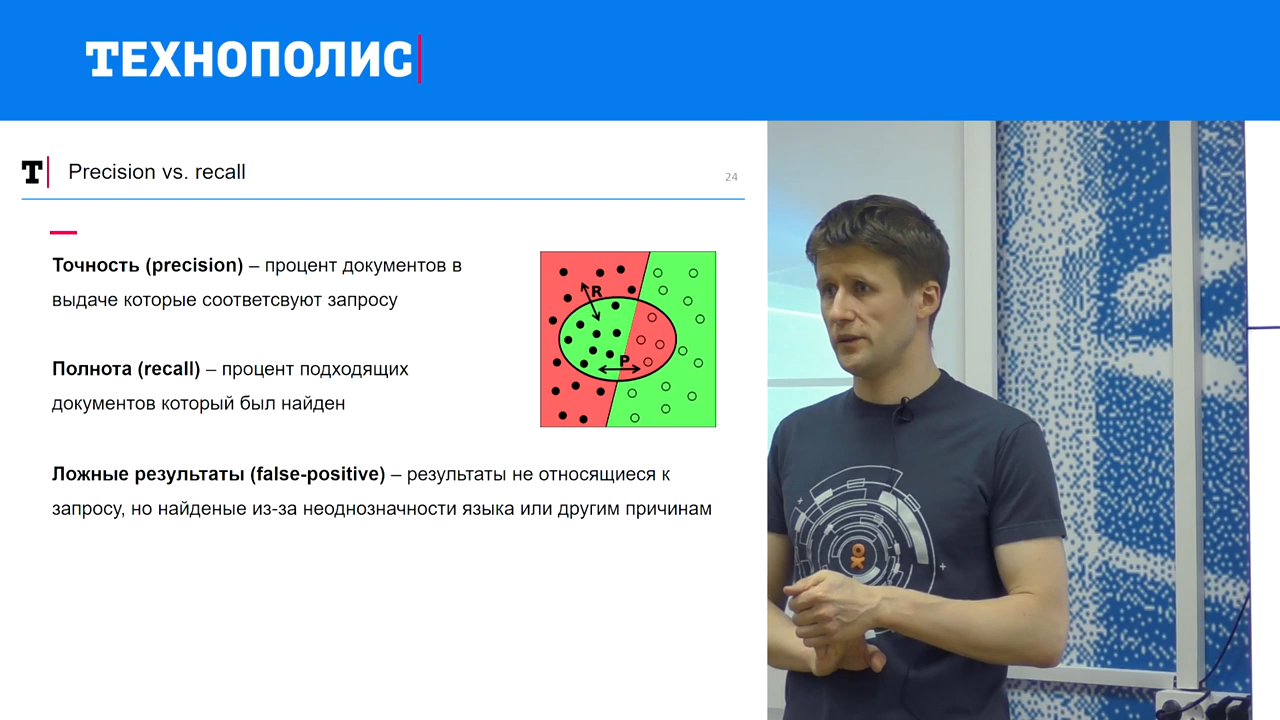 ТЕХНОПОЛИС
T Precision vs. recall
24
Точность (precision) – процент документов в
выдаче которые соответсвуют запросу
Полнота (recall) – процент подходящих
документов который был найден
Ложные результаты (false-positive) – результаты не относящиеся к
запросу, но найденые из-за неоднозначности языка или другим причинам
R
P